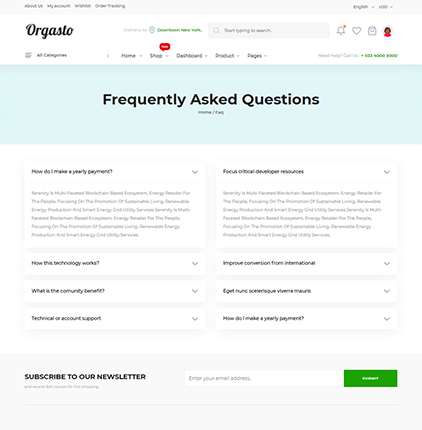 About Us My account Wishlist Order Tracking English USD
Orgasto Delivery to: Downtown New York.. Start typing to search..
All Categories Home Shop Sale Dashboard Product Pages Need help? Call Us: + 533 4000 5000
Frequently Asked Questions
Home / Faq
How do I make a yearly payment?
Serenity Is Multi-Faceted Blockchain Based Ecosystem, Energy Retailer For
The People, Focusing On The Promotion Of Sustainable Living, Renewable
Energy Production And Smart Energy Grid Utility Services.Serenity Is Multi-
Faceted Blockchain Based Ecosystem, Energy Retailer For The People,
Focusing On The Promotion Of Sustainable Living, Renewable Energy
Production And Smart Energy Grid Utility Services.
How this technology works?
What is the comunity benefit?
Technical or account support
Focus critical developer resources
Serenity Is Multi-Faceted Blockchain Based Ecosystem, Energy Retailer For
The People, Focusing On The Promotion Of Sustainable Living, Renewable
Energy Production And Smart Energy Grid Utility Services.Serenity Is Multi-
Faceted Blockchain Based Ecosystem, Energy Retailer For The People,
Focusing On The Promotion Of Sustainable Living, Renewable Energy
Production And Smart Energy Grid Utility Services.
Improve conversion from international
Eget nunc scelerisque viverra mauris
How do I make a yearly payment?
SUBSCRIBE TO OUR NEWSLETTER
and receive $20 coupon for first shopping
Enter your email address..
SUBMIT